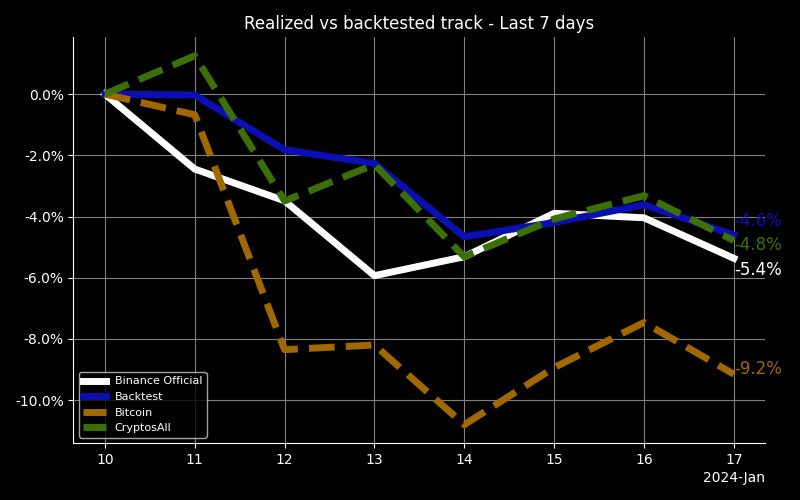 Realized vs backtested track - Last 7 days
0.0%
-2.0%
-4.0%
-6.0%
-8.0%
-10.0%
-4.6%
-4.8%
-5.4%
-9.2%
Binance Official
Backtest
Bitcoin
CryptosAll
10 11 12 13 14 15 16 17
2024-Jan